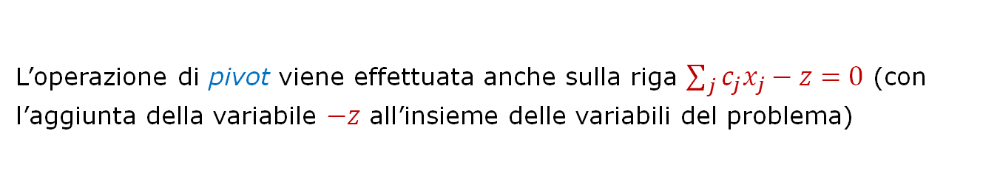 L’operazione di pivot viene effettuata anche sulla riga ∑ⱼ cⱼxⱼ − z = 0 (con
l’aggiunta della variabile −z all’insieme delle variabili del problema)